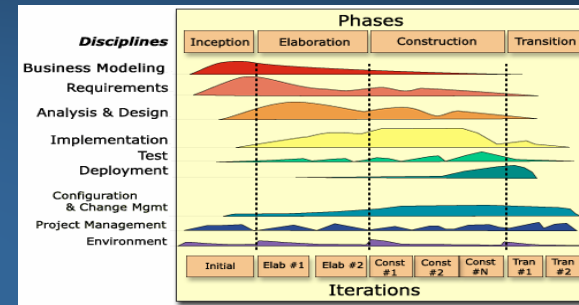 Phases
Disciplines Inception Elaboration Construction Transition
Business Modeling
Requirements
Analysis & Design
Implementation
Test
Deployment
Configuration
& Change Mgmt
Project Management
Environment
Initial Elab #1 Elab #2 Const #1 Const #2 Const #N Tran #1 Tran #2
Iterations